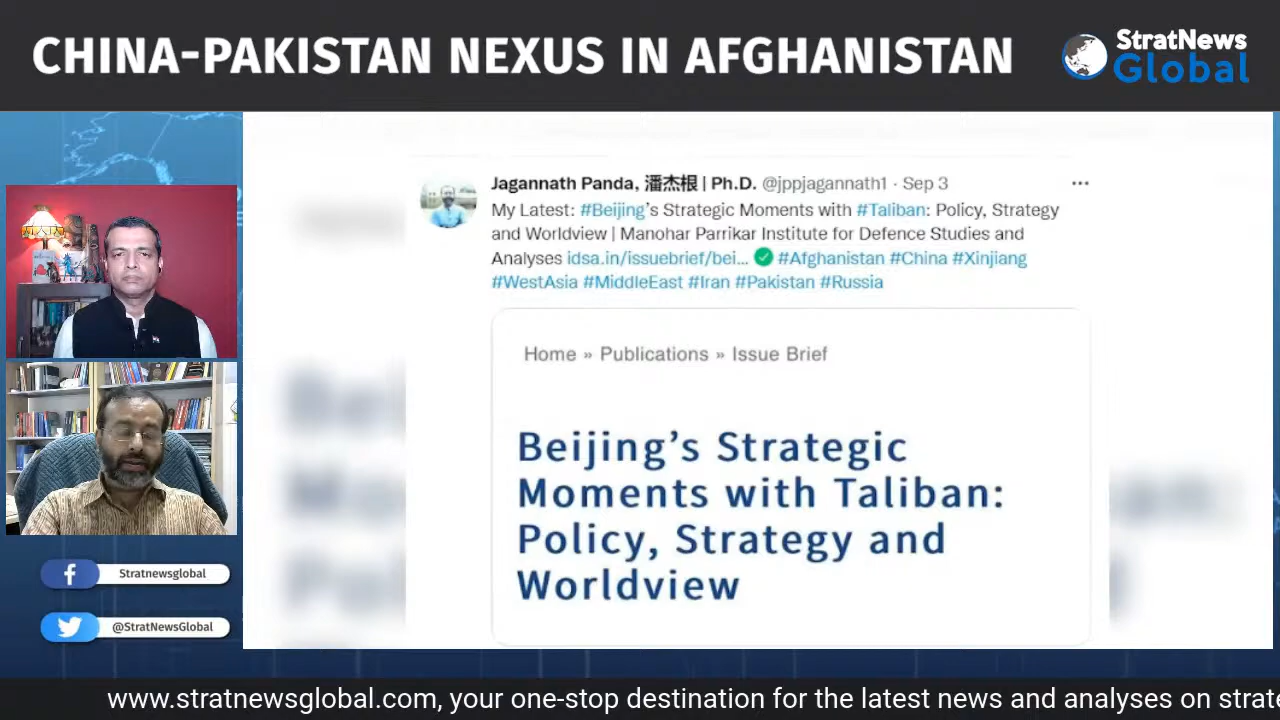 CHINA-PAKISTAN NEXUS IN AFGHANISTAN
StratNews
Global
Jagannath Panda, 潘杰根 | Ph.D. @jppjagannath1 · Sep 3
My Latest: #Beijing's Strategic Moments with #Taliban: Policy, Strategy
and Worldview | Manohar Parrikar Institute for Defence Studies and
Analyses idsa.in/issuebrief/bei... ✅ #Afghanistan #China #Xinjiang
#WestAsia #MiddleEast #Iran #Pakistan #Russia
Home » Publications » Issue Brief
Beijing's Strategic
Moments with Taliban:
Policy, Strategy and
Worldview
Stratnewsglobal
@StratNewsGlobal
www.stratnewsglobal.com, your one-stop destination for the latest news and analyses on strate